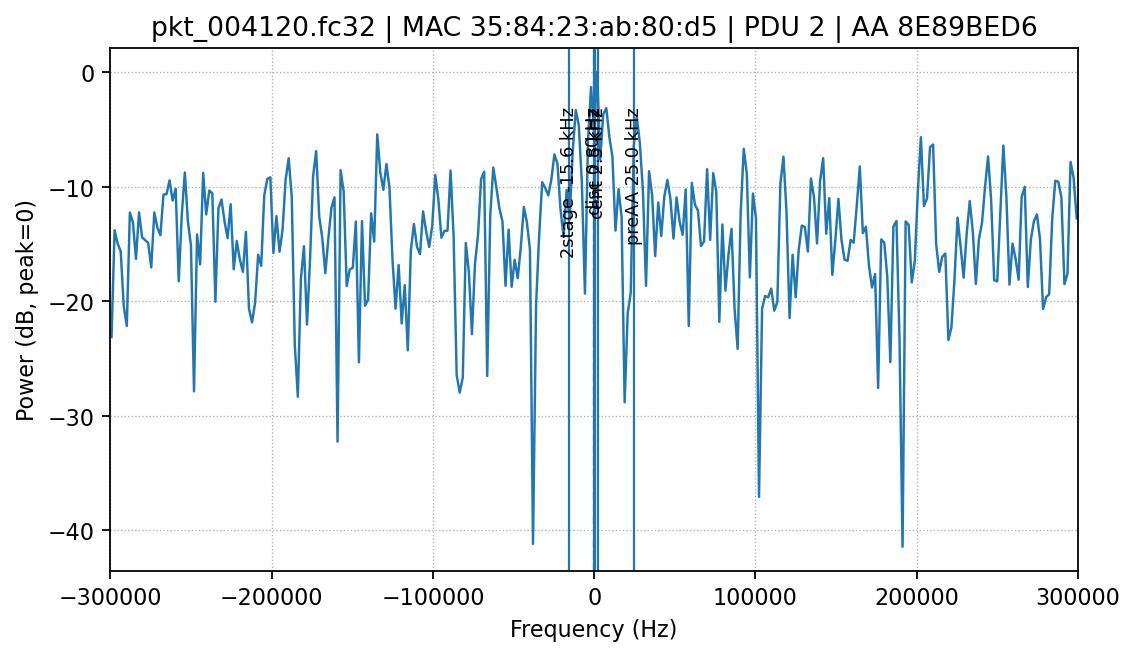 pkt_004120.fc32 | MAC 35:84:23:ab:80:d5 | PDU 2 | AA 8E89BED6
Power (dB, peak=0)
0
−10
−20
−30
−40
2stage -15.6 kHz
preAA 25.0 kHz
−300000
−200000
−100000
0
100000
200000
300000
Frequency (Hz)